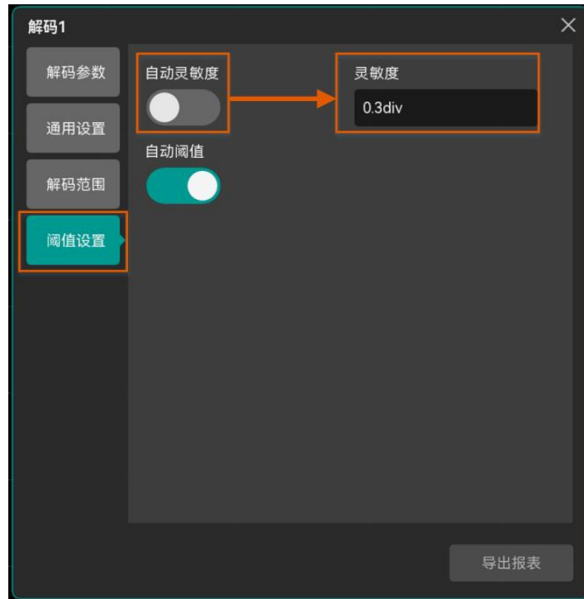 解码1
解码参数
自动灵敏度
灵敏度
0.3div
通用设置
自动阈值
解码范围
阈值设置
导出报表